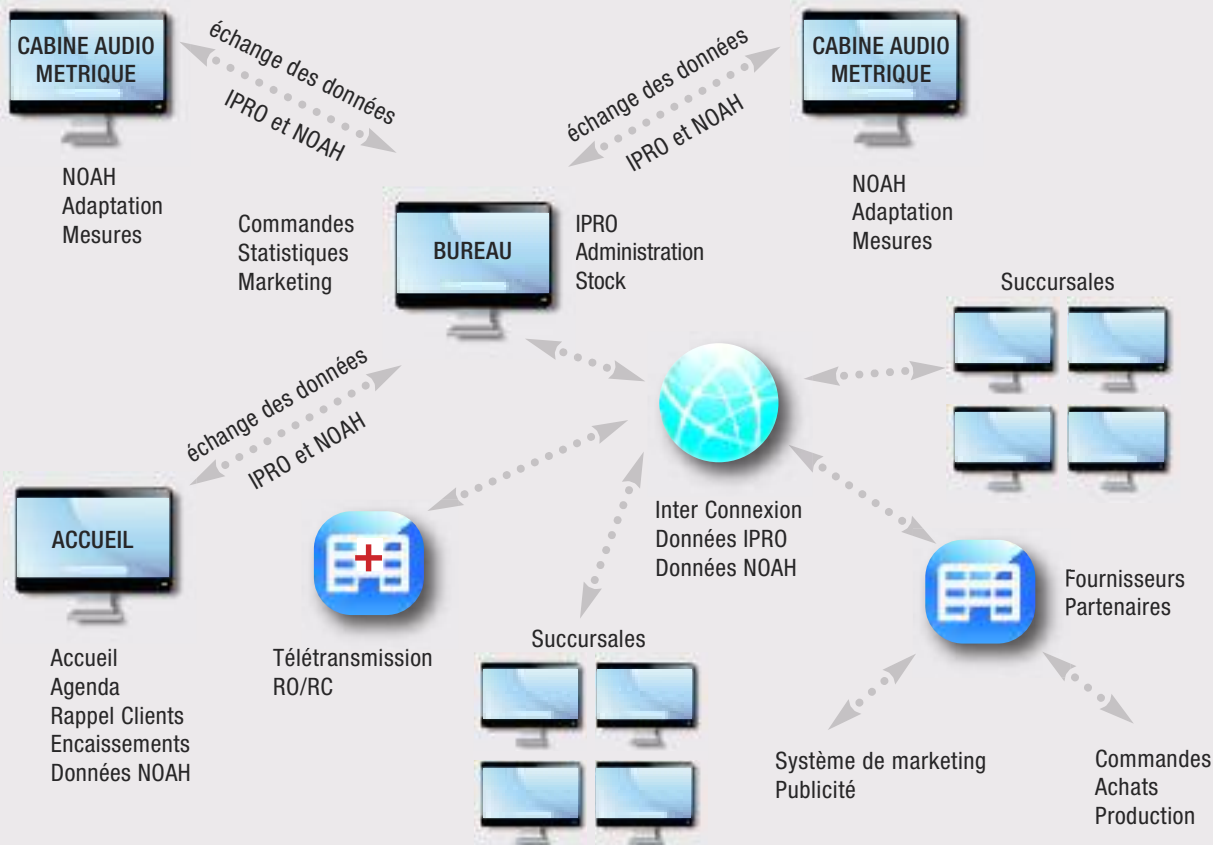 CABINE AUDIO
METRIQUE
NOAH
Adaptation
Mesures
échange des données
IPRO et NOAH
échange des données
IPRO et NOAH
CABINE AUDIO
METRIQUE
NOAH
Adaptation
Mesures
Commandes
Statistiques
Marketing
BUREAU
IPRO
Administration
Stock
Succursales
échange des données
IPRO et NOAH
Inter Connexion
Données IPRO
Données NOAH
ACCUEIL
Accueil
Agenda
Rappel Clients
Encaissements
Données NOAH
Télétransmission
RO/RC
Succursales
Fournisseurs
Partenaires
Système de marketing
Publicité
Commandes
Achats
Production